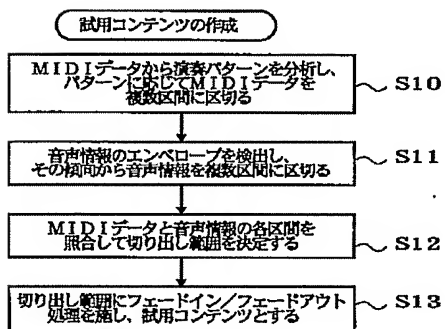 試用コンテンツの作成
MIDIデータから演奏パターンを分析し、
パターンに応じてMIDIデータを
複数区間に区切る
S10
音声情報のエンベロープを検出し、
その傾向から音声情報を複数区間に区切る
S11
MIDIデータと音声情報の各区間を
照合して切り出し範囲を決定する
S12
切り出し範囲にフェードイン/フェードアウト
処理を施し、試用コンテンツとする
S13